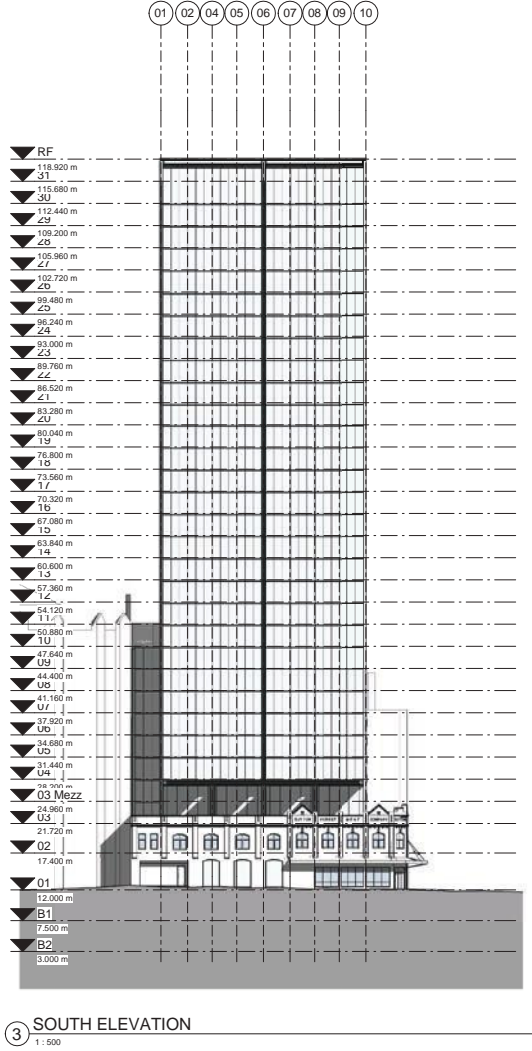 01 02 04 05 06 07 08 09 10
RF
118.920 m
31
115.680 m
30
112.440 m
29
109.200 m
28
105.960 m
27
102.720 m
26
99.480 m
25
96.240 m
24
93.000 m
23
89.760 m
22
86.520 m
21
83.280 m
20
80.040 m
19
76.800 m
18
73.560 m
17
70.320 m
16
67.080 m
15
63.840 m
14
60.600 m
13
57.360 m
12
54.120 m
11
50.880 m
10
47.640 m
09
44.400 m
08
41.160 m
07
37.920 m
06
34.680 m
05
31.440 m
04
28.200 m
03 Mezz
24.960 m
03
21.720 m
02
17.400 m
01
12.000 m
B1
7.500 m
B2
3.000 m
3 SOUTH ELEVATION
1 : 500